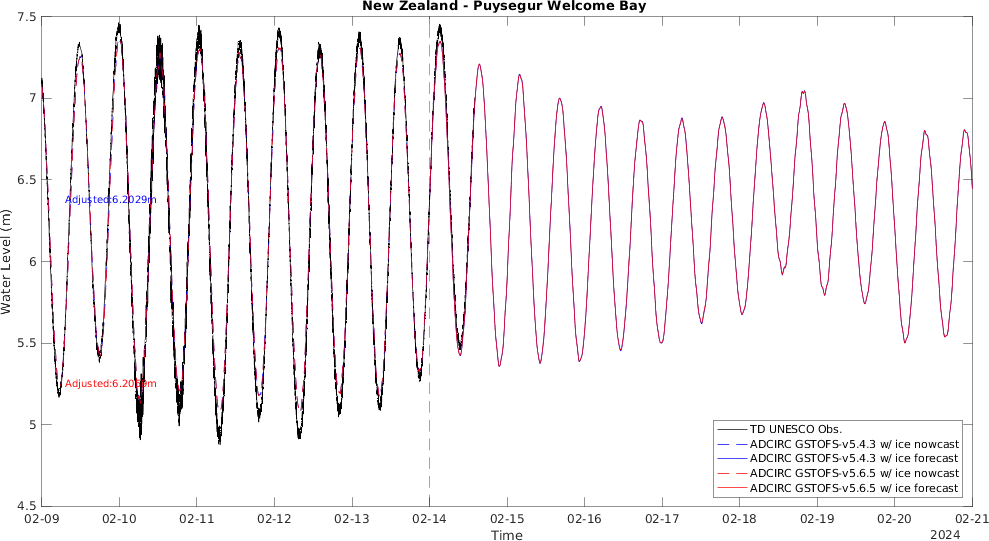 New Zealand - Puysegur Welcome Bay
7.5
7
6.5
6
5.5
5
4.5
Water Level (m)
Adjusted:6.2029m
02-09
02-10
02-11
02-12
02-13
02-14
02-15
02-16
02-17
02-18
02-19
02-20
02-21
2024
Time
TD UNESCO Obs.
ADCIRC GSTOFS-v5.4.3 w/ ice nowcast
ADCIRC GSTOFS-v5.4.3 w/ ice forecast
ADCIRC GSTOFS-v5.6.5 w/ ice nowcast
ADCIRC GSTOFS-v5.6.5 w/ ice forecast